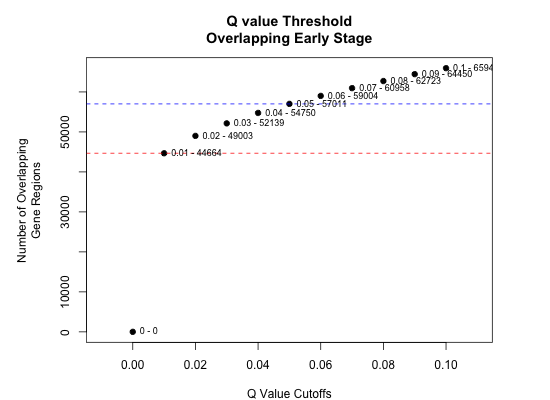 Q value Threshold
Overlapping Early Stage
Number of Overlapping
Gene Regions
50000
30000
10000
0
0.1 - 6594
0.09 - 64450
0.08 - 62723
0.07 - 60958
0.06 - 59004
0.05 - 57011
0.04 - 54750
0.03 - 52139
0.02 - 49003
0.01 - 44664
0 - 0
0.00 0.02 0.04 0.06 0.08 0.10
Q Value Cutoffs